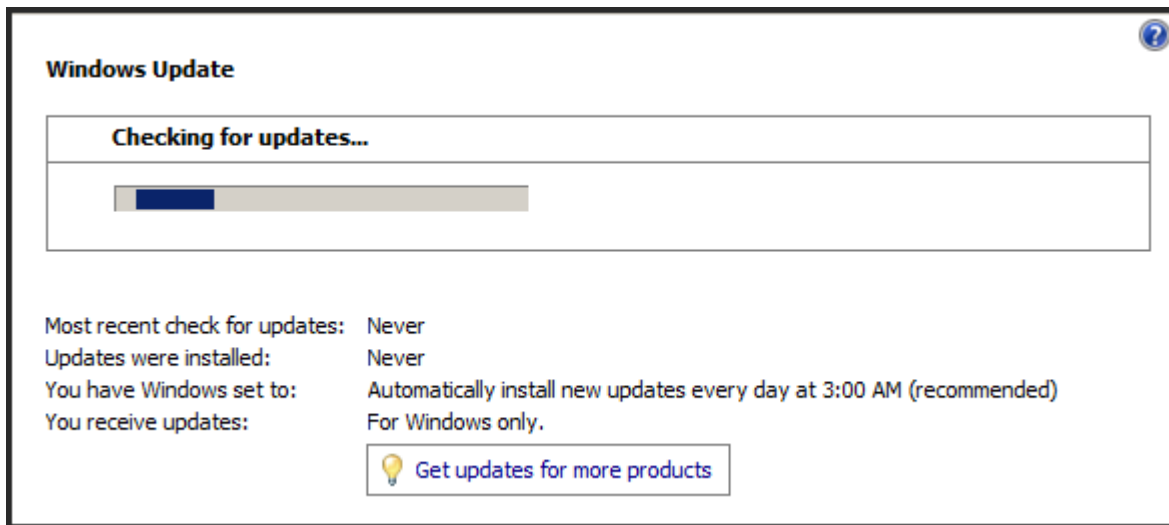 ?
Windows Update
Checking for updates...
Most recent check for updates: Never
Updates were installed: Never
You have Windows set to: Automatically install new updates every day at 3:00 AM (recommended)
You receive updates: For Windows only.
Get updates for more products